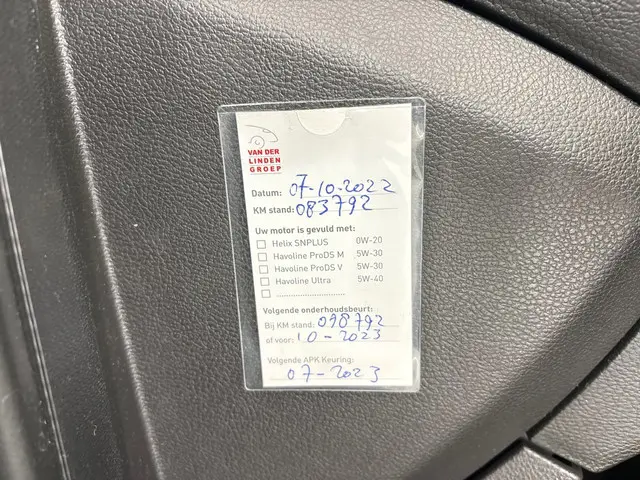 VAN DER
LINDEN
GROEP
Datum: 07-10-2022
KM stand: 083792
Uw motor is gevuld met:
Helix SNPLUS 0W-20
Havoline ProDS M 5W-30
Havoline ProDS V 5W-30
Havoline Ultra 5W-40
..........................
Volgende onderhoudsbeurt:
Bij KM stand: 098792
of voor: 10-2023
Volgende APK Keuring:
07-2023